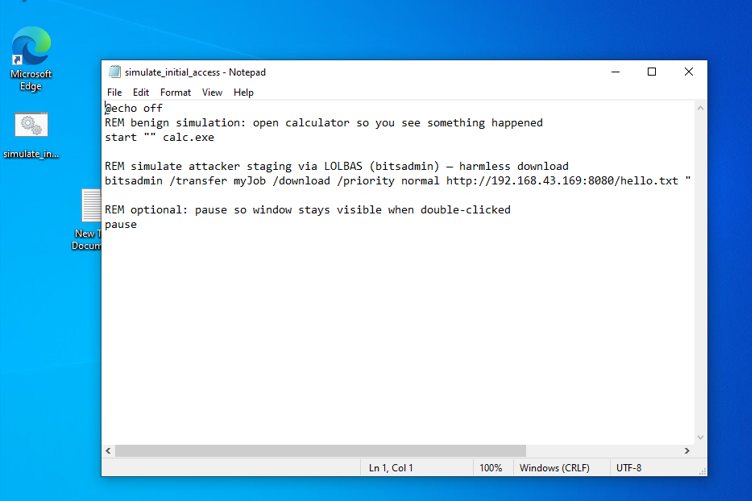 Microsoft
Edge
simulate_in...
New T
Docum
simulate_initial_access - Notepad
File Edit Format View Help
@echo off
REM benign simulation: open calculator so you see something happened
start "" calc.exe
REM simulate attacker staging via LOLBAS (bitsadmin) — harmless download
bitsadmin /transfer myJob /download /priority normal http://192.168.43.169:8080/hello.txt "
REM optional: pause so window stays visible when double-clicked
pause
Ln 1, Col 1 100% Windows (CRLF) UTF-8